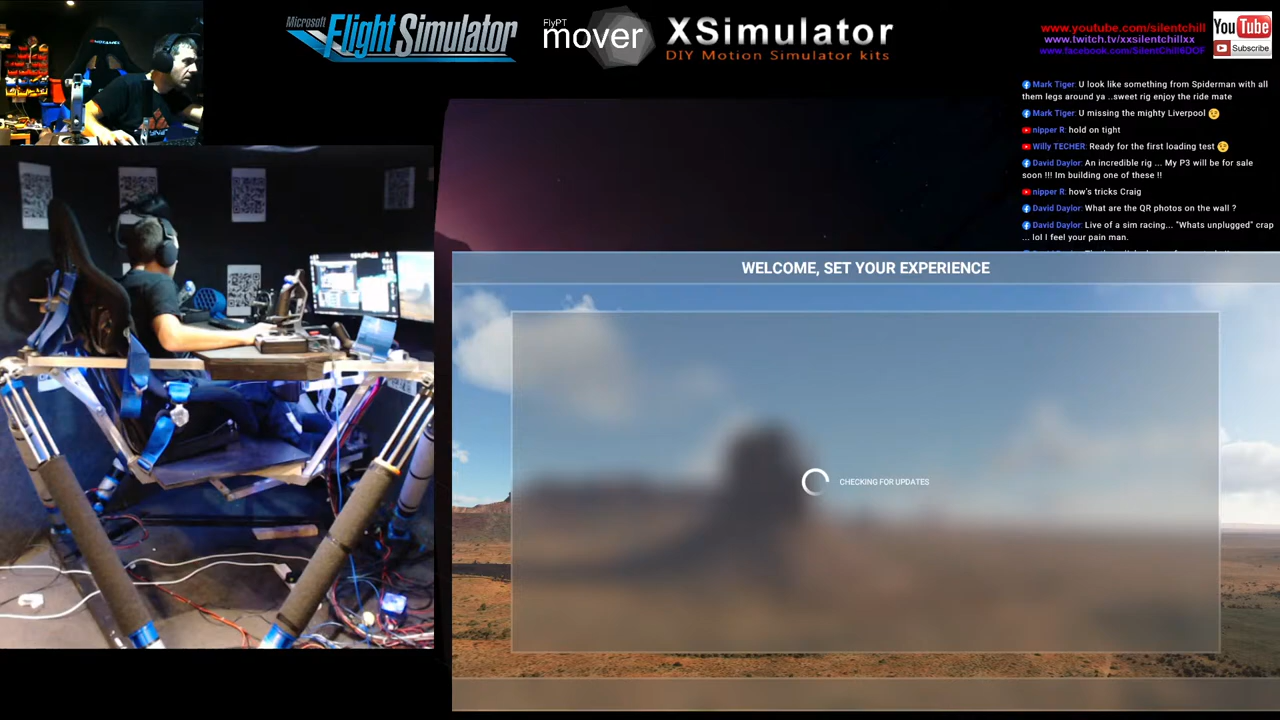 Microsoft
Flight Simulator
FlyPT
mover
XSimulator
DIY Motion Simulator kits
www.youtube.com/silentchill
www.twitch.tv/xxsilentchillxx
www.facebook.com/SilentChill6DOF
YouTube
Subscribe
Mark Tiger: U look like something from Spiderman with all
them legs around ya ..sweet rig enjoy the ride mate
Mark Tiger: U missing the mighty Liverpool
nipper R: hold on tight
Willy TECHER: Ready for the first loading test
David Daylor: An incredible rig ... My P3 will be for sale
soon !!! Im building one of these !!
nipper R: how's tricks Craig
David Daylor: What are the QR photos on the wall ?
David Daylor: Live of a sim racing... "Whats unplugged" crap
... lol I feel your pain man.
WELCOME, SET YOUR EXPERIENCE
CHECKING FOR UPDATES